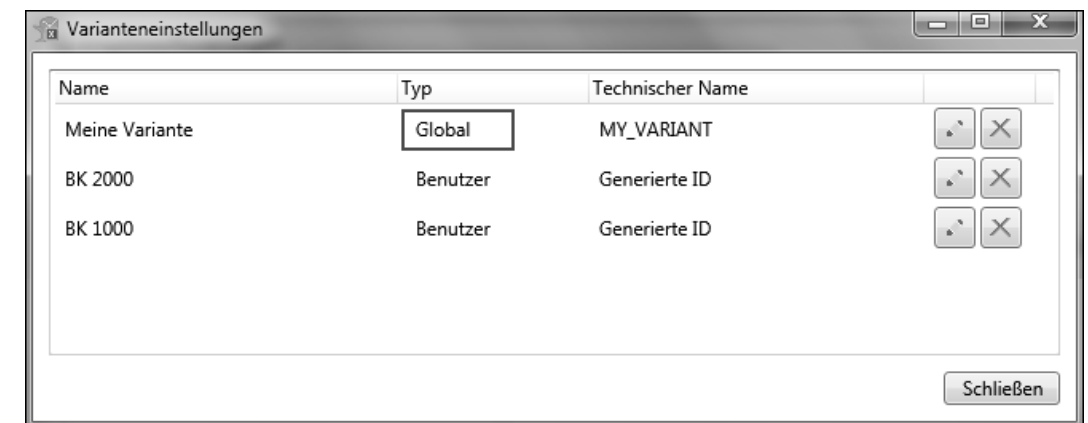 Varianteneinstellungen
Name Typ Technischer Name
Meine Variante Global MY_VARIANT
BK 2000 Benutzer Generierte ID
BK 1000 Benutzer Generierte ID
Schließen